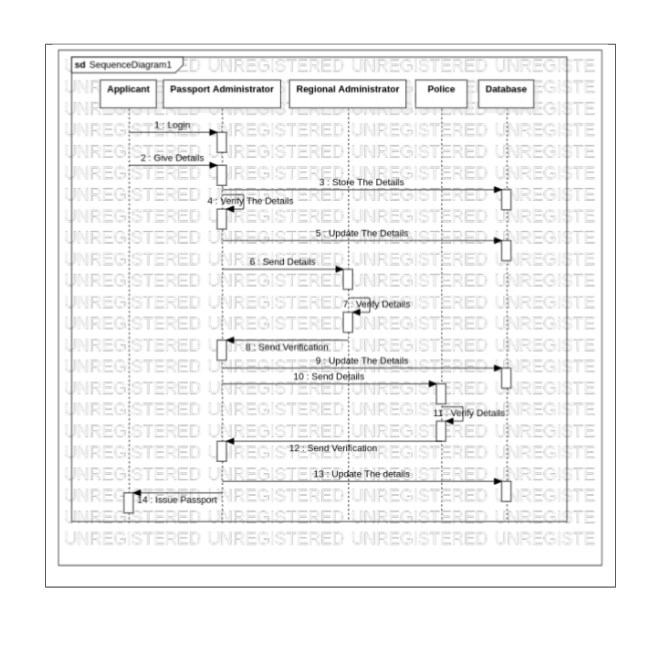 sd SequenceDiagram1
Applicant
Passport Administrator
Regional Administrator
Police
Database
1 : Login
2 : Give Details
3 : Store The Details
4 : Verify The Details
5 : Update The Details
6 : Send Details
7 : Verify Details
8 : Send Verification
9 : Update The Details
10 : Send Details
11 : Verify Details
12 : Send Verification
13 : Update The details
14 : Issue Passport
UNREGISTERED UNREGISTERED UNREGISTERED UNREGISTE